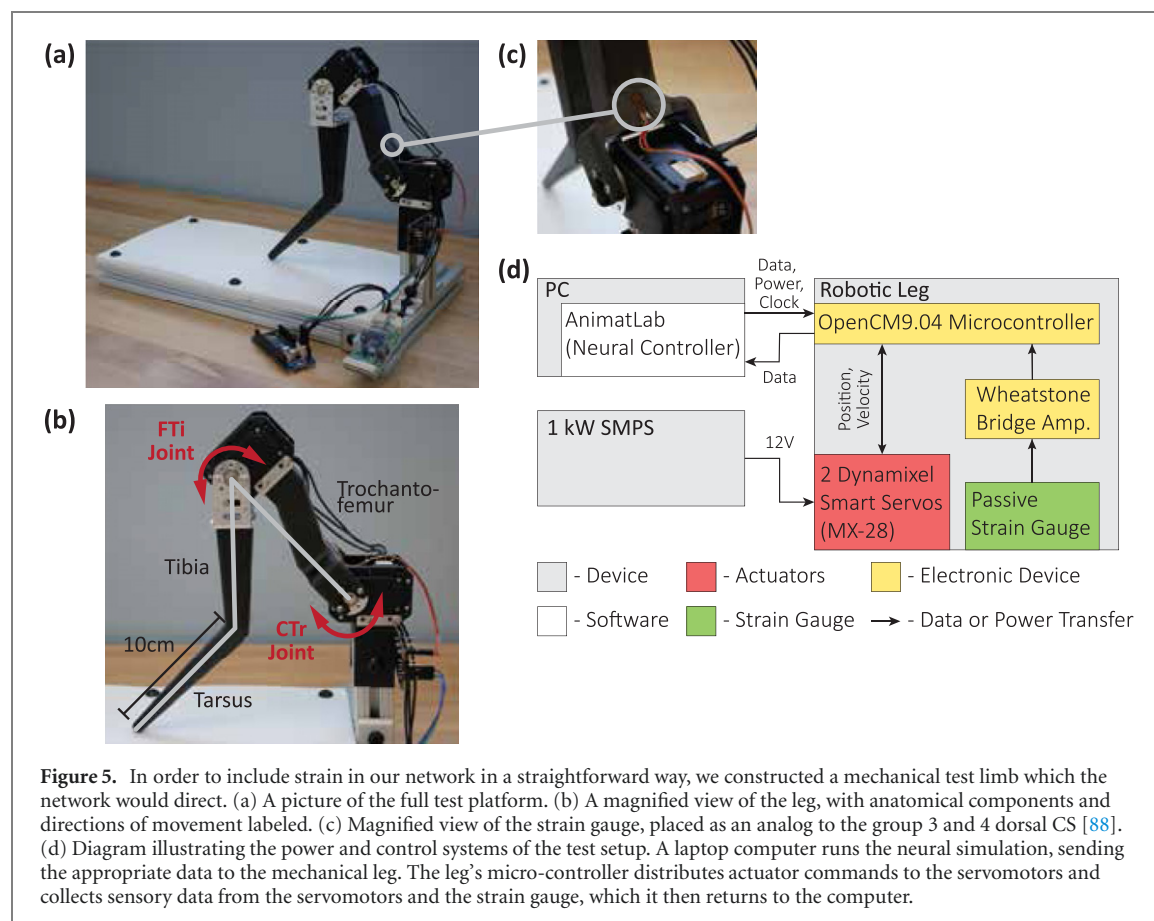 (a)
(c)
(b)
FTi
Joint
Trochanto-
femur
Tibia
10cm
CTr
Joint
Tarsus
(d)
Data,
Power,
Clock
PC
AnimatLab
(Neural Controller)
Data
Robotic Leg
OpenCM9.04 Microcontroller
Position,
Velocity
Wheatstone
Bridge Amp.
1 kW SMPS
12V
2 Dynamixel
Smart Servos
(MX-28)
Passive
Strain Gauge
- Device
- Actuators
- Electronic Device
- Software
- Strain Gauge
- Data or Power Transfer
Figure 5. In order to include strain in our network in a straightforward way, we constructed a mechanical test limb which the
network would direct. (a) A picture of the full test platform. (b) A magnified view of the leg, with anatomical components and
directions of movement labeled. (c) Magnified view of the strain gauge, placed as an analog to the group 3 and 4 dorsal CS [88].
(d) Diagram illustrating the power and control systems of the test setup. A laptop computer runs the neural simulation, sending
the appropriate data to the mechanical leg. The leg's micro-controller distributes actuator commands to the servomotors and
collects sensory data from the servomotors and the strain gauge, which it then returns to the computer.